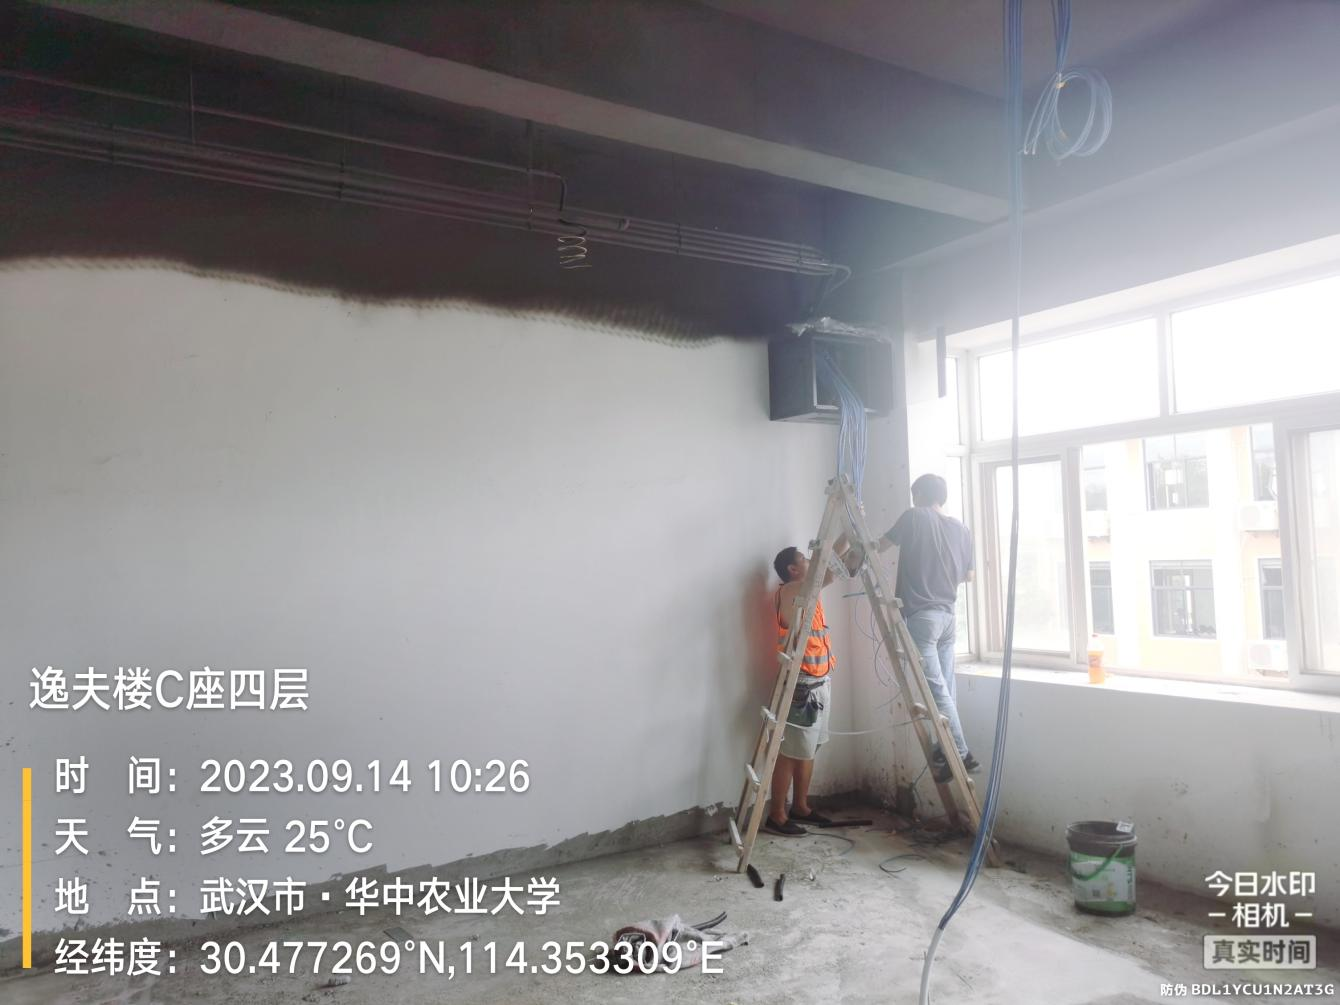 逸夫楼C座四层
时 间：2023.09.14 10:26
天 气：多云 25℃
地 点：武汉市·华中农业大学
经纬度：30.477269°N,114.353309°E
今日水印
相机
真实时间
防伪 BDL1YCU1N2AT3G